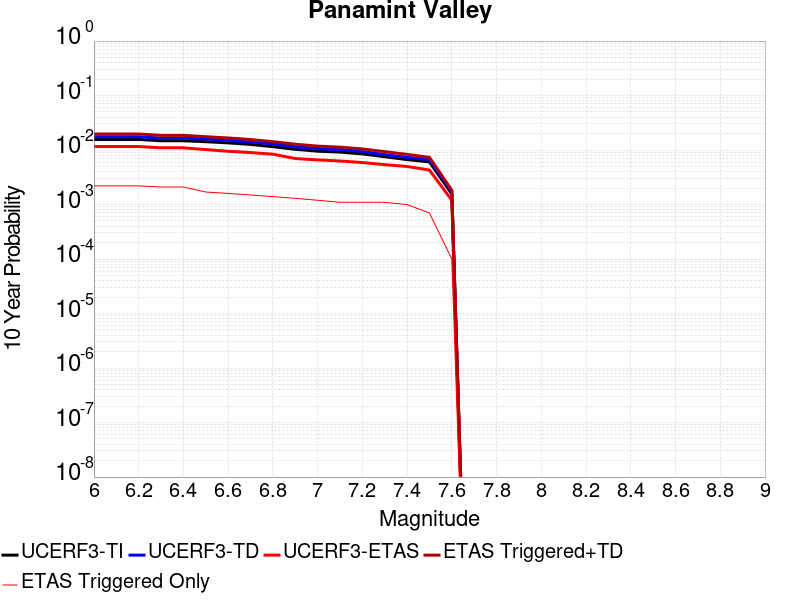 Panamint Valley
10^0
10^-1
10^-2
10^-3
10^-4
10^-5
10^-6
10^-7
10^-8
10 Year Probability
6 6.2 6.4 6.6 6.8 7 7.2 7.4 7.6 7.8 8 8.2 8.4 8.6 8.8 9
Magnitude
UCERF3-TI UCERF3-TD UCERF3-ETAS ETAS Triggered+TD
ETAS Triggered Only